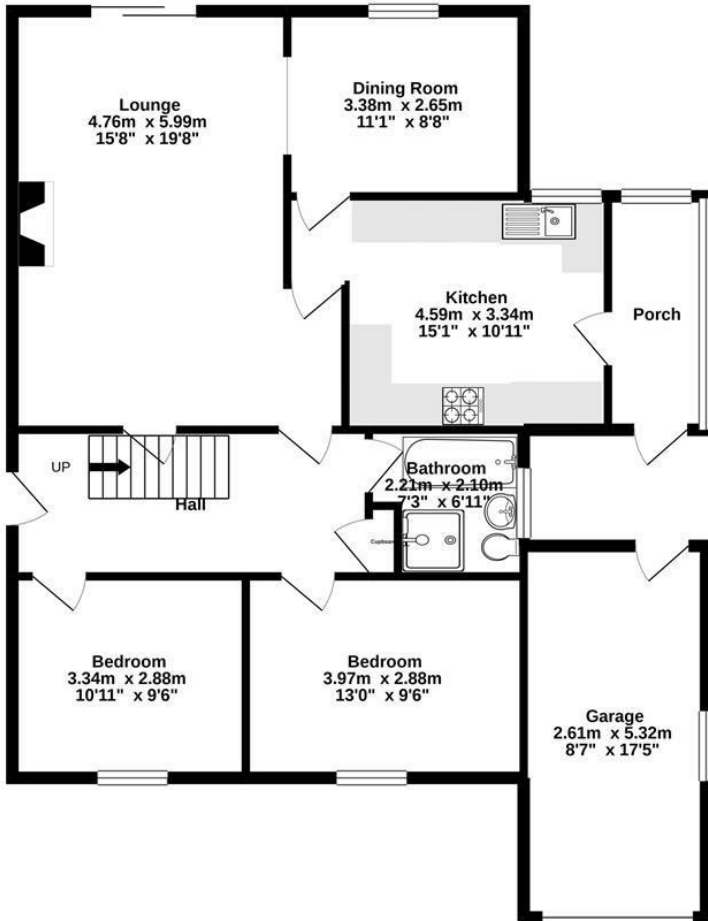 Lounge
4.76m x 5.99m
15'8" x 19'8"
Dining Room
3.38m x 2.65m
11'1" x 8'8"
Kitchen
4.59m x 3.34m
15'1" x 10'11"
Porch
UP
Hall
Bathroom
2.21m x 2.10m
7'3" x 6'11"
Cupboard
Bedroom
3.34m x 2.88m
10'11" x 9'6"
Bedroom
3.97m x 2.88m
13'0" x 9'6"
Garage
2.61m x 5.32m
8'7" x 17'5"